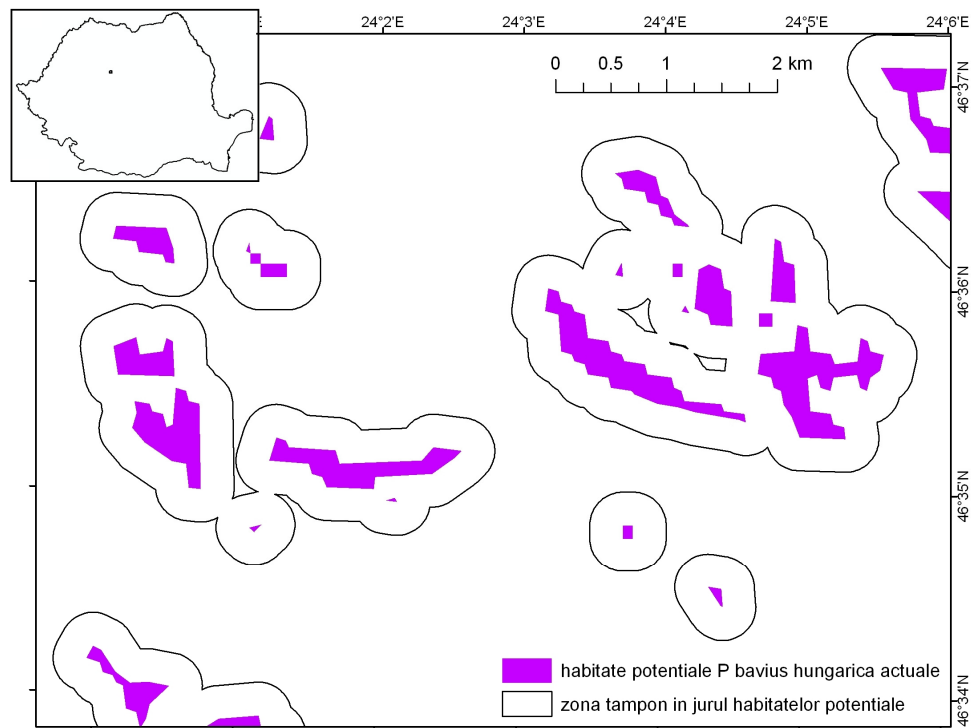 24°2'E 24°3'E 24°4'E 24°5'E 24°6'E
0 0.5 1 2 km
46°37'N
46°36'N
46°35'N
46°34'N
habitate potentiale P bavius hungarica actuale
zona tampon in jurul habitatelor potentiale